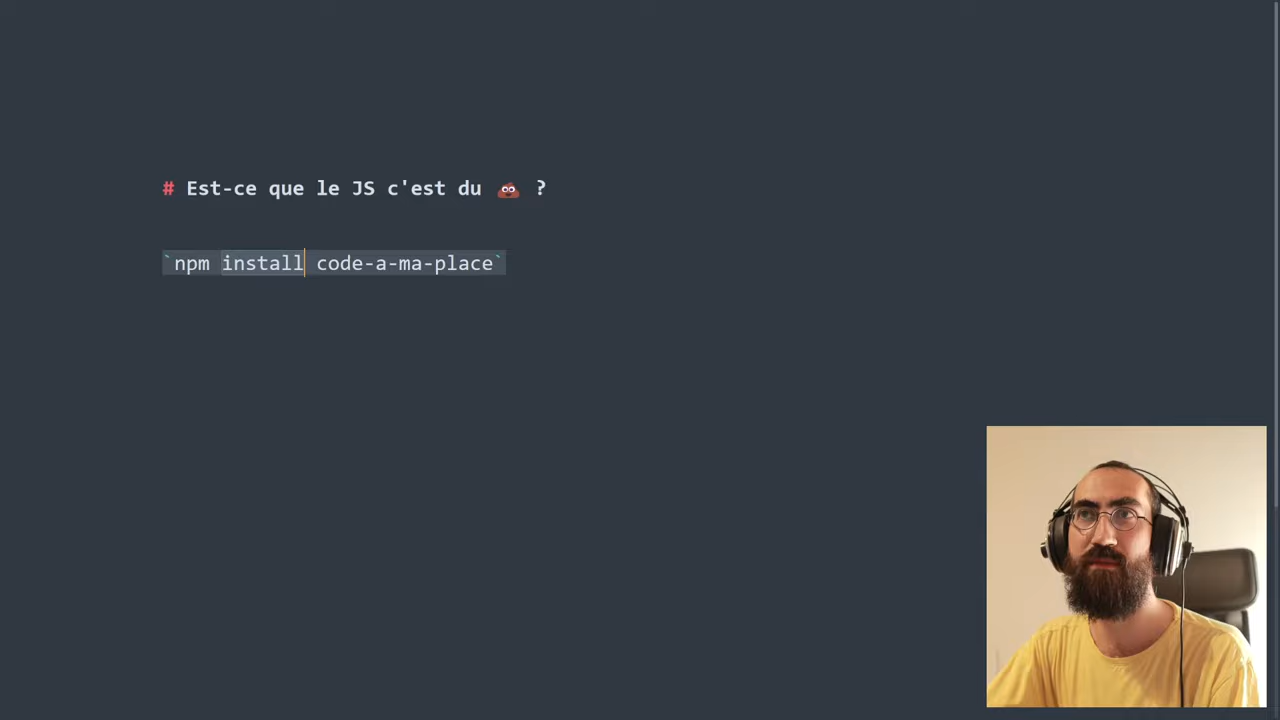 # Est-ce que le JS c'est du 💩 ?
`npm install code-a-ma-place`